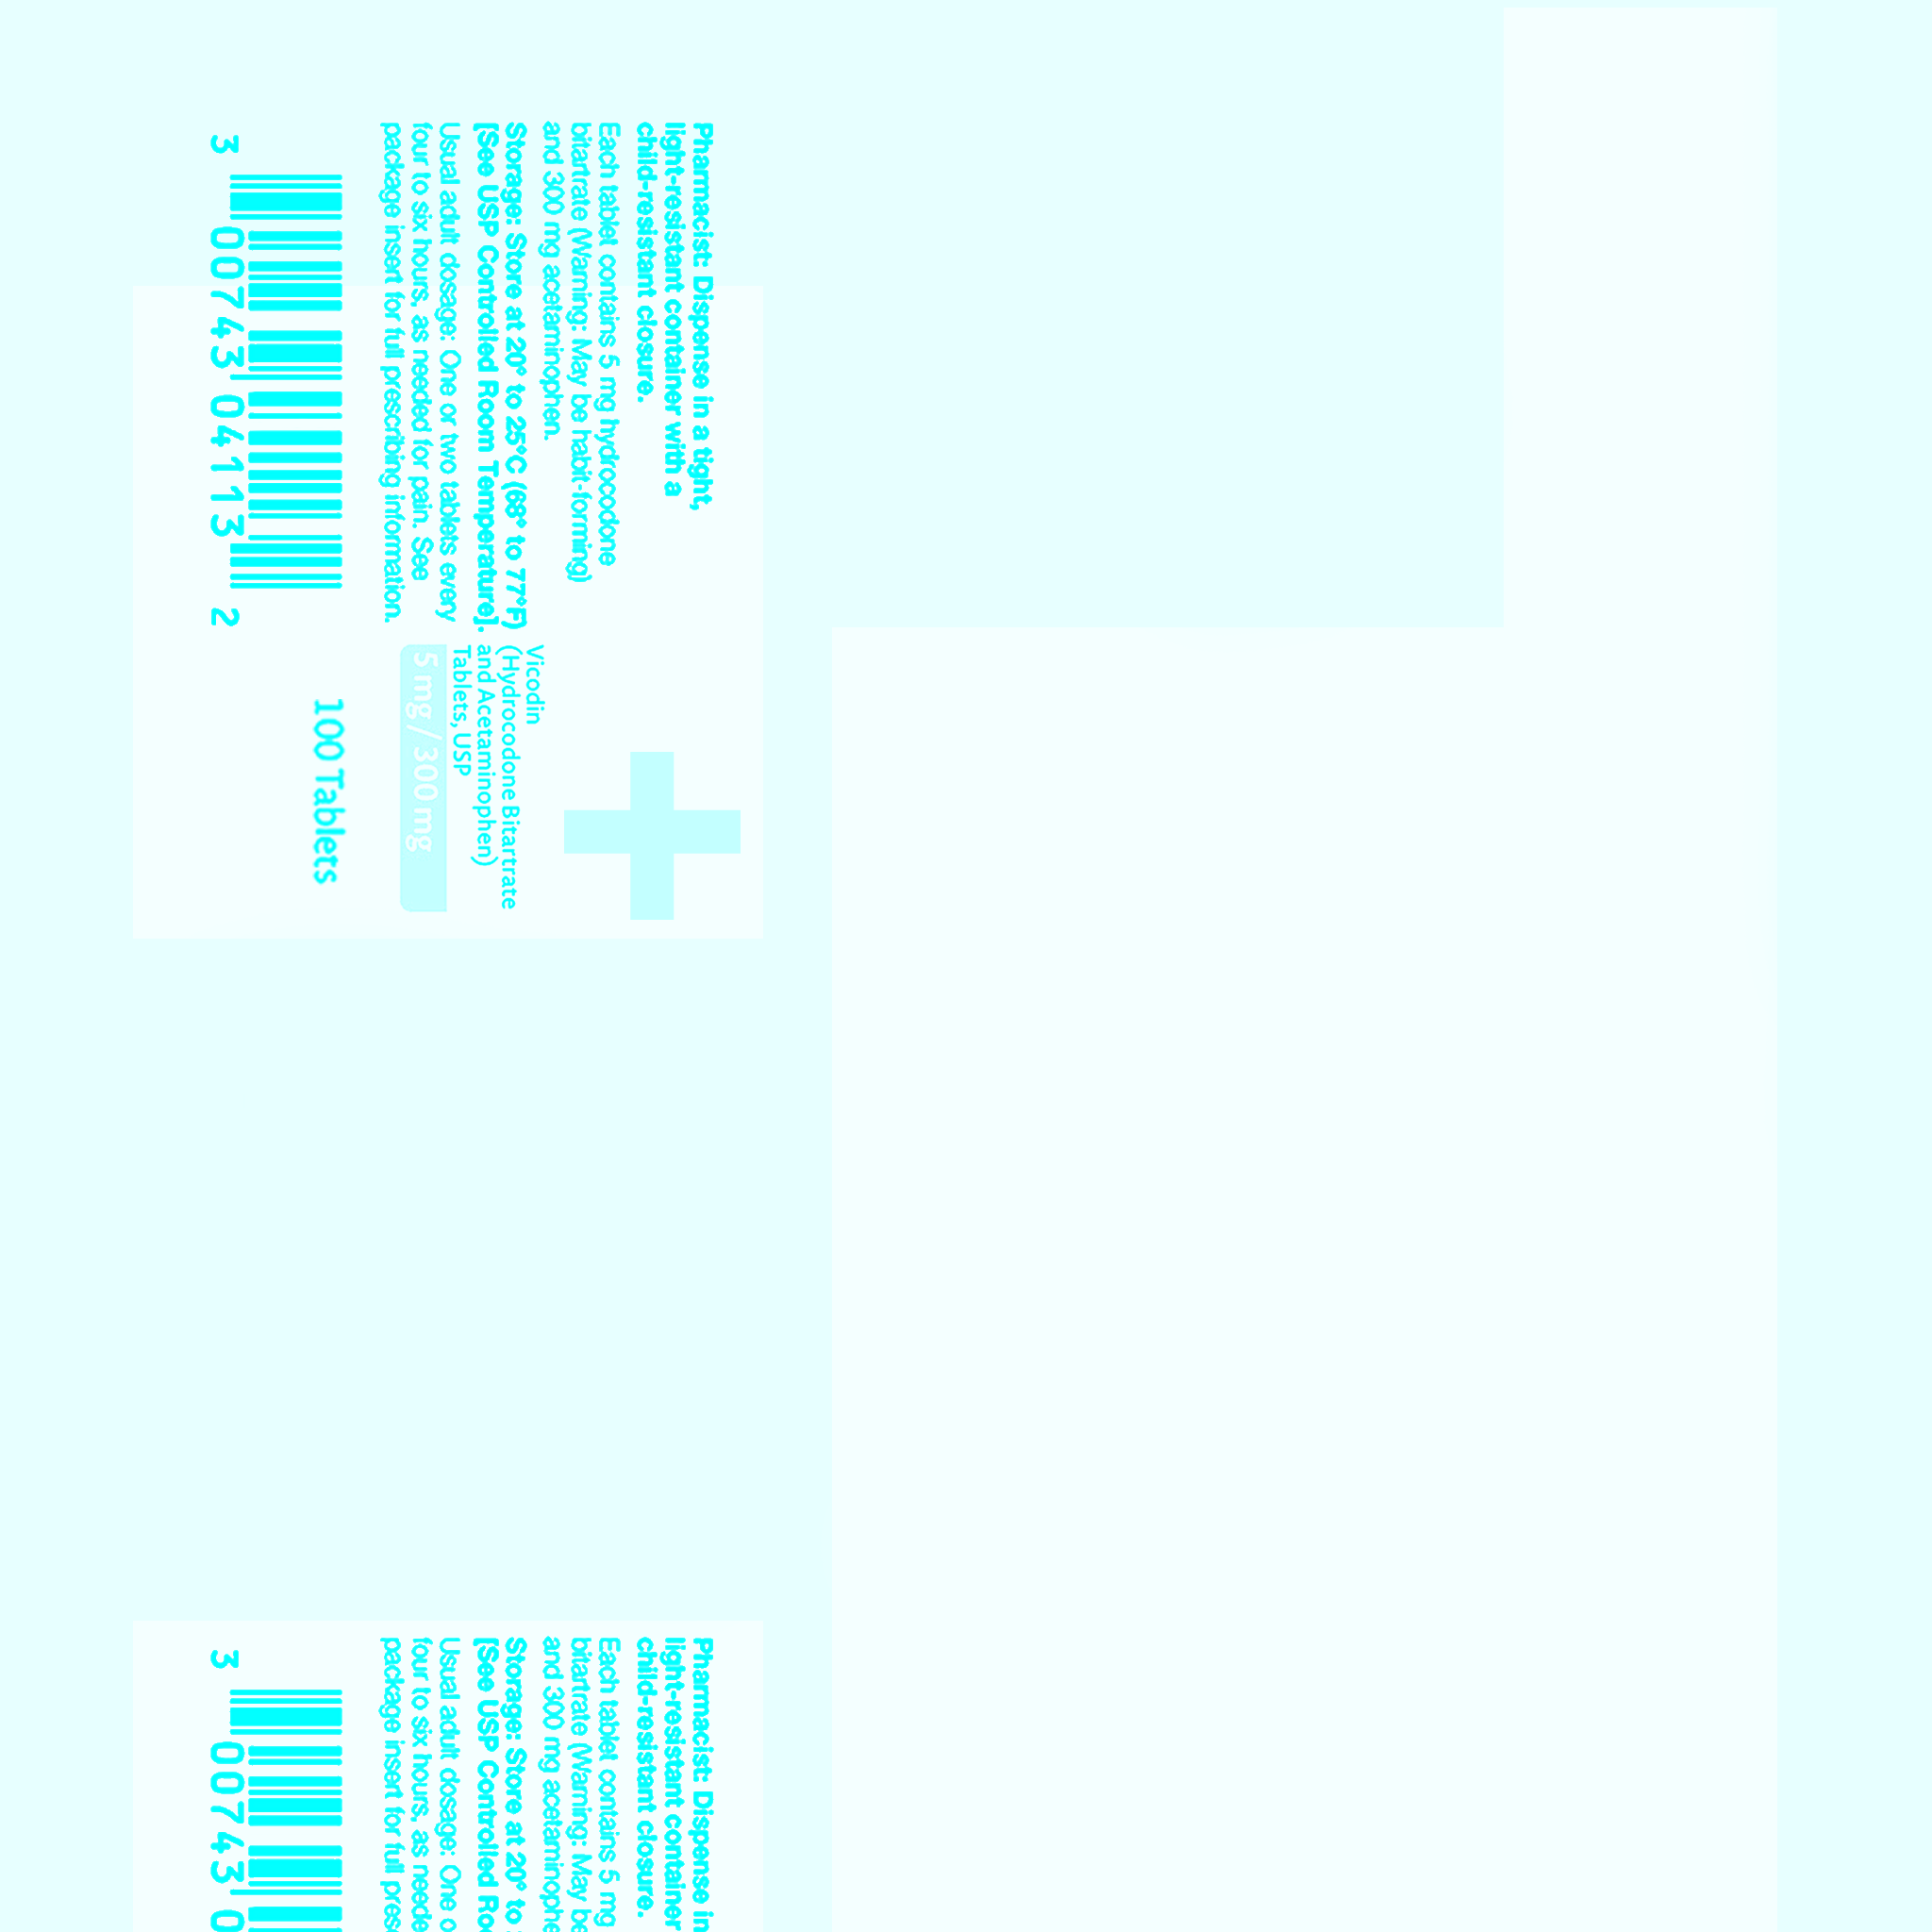 Pharmacist: Dispense in a tight,
light-resistant container with a
child-resistant closure.
Each tablet contains 5 mg hydrocodone
bitartrate (Warning: May be habit-forming)
and 300 mg acetaminophen.
Storage: Store at 20° to 25°C (68° to 77°F)
[See USP Controlled Room Temperature].
Usual adult dosage: One or two tablets every
four to six hours, as needed for pain. See
package insert for full prescribing information.
3 00743 04113 2
Vicodin
(Hydrocodone Bitartrate
and Acetaminophen)
Tablets, USP
5 mg / 300 mg
100 Tablets
Pharmacist: Dispense in
light-resistant container
child-resistant closure.
Each tablet contains 5 mg
bitartrate (Warning: May be
and 300 mg acetaminophe
Storage: Store at 20° to
[See USP Controlled Ro
Usual adult dosage: One o
four to six hours, as neede
package insert for full pres
3 00743 0